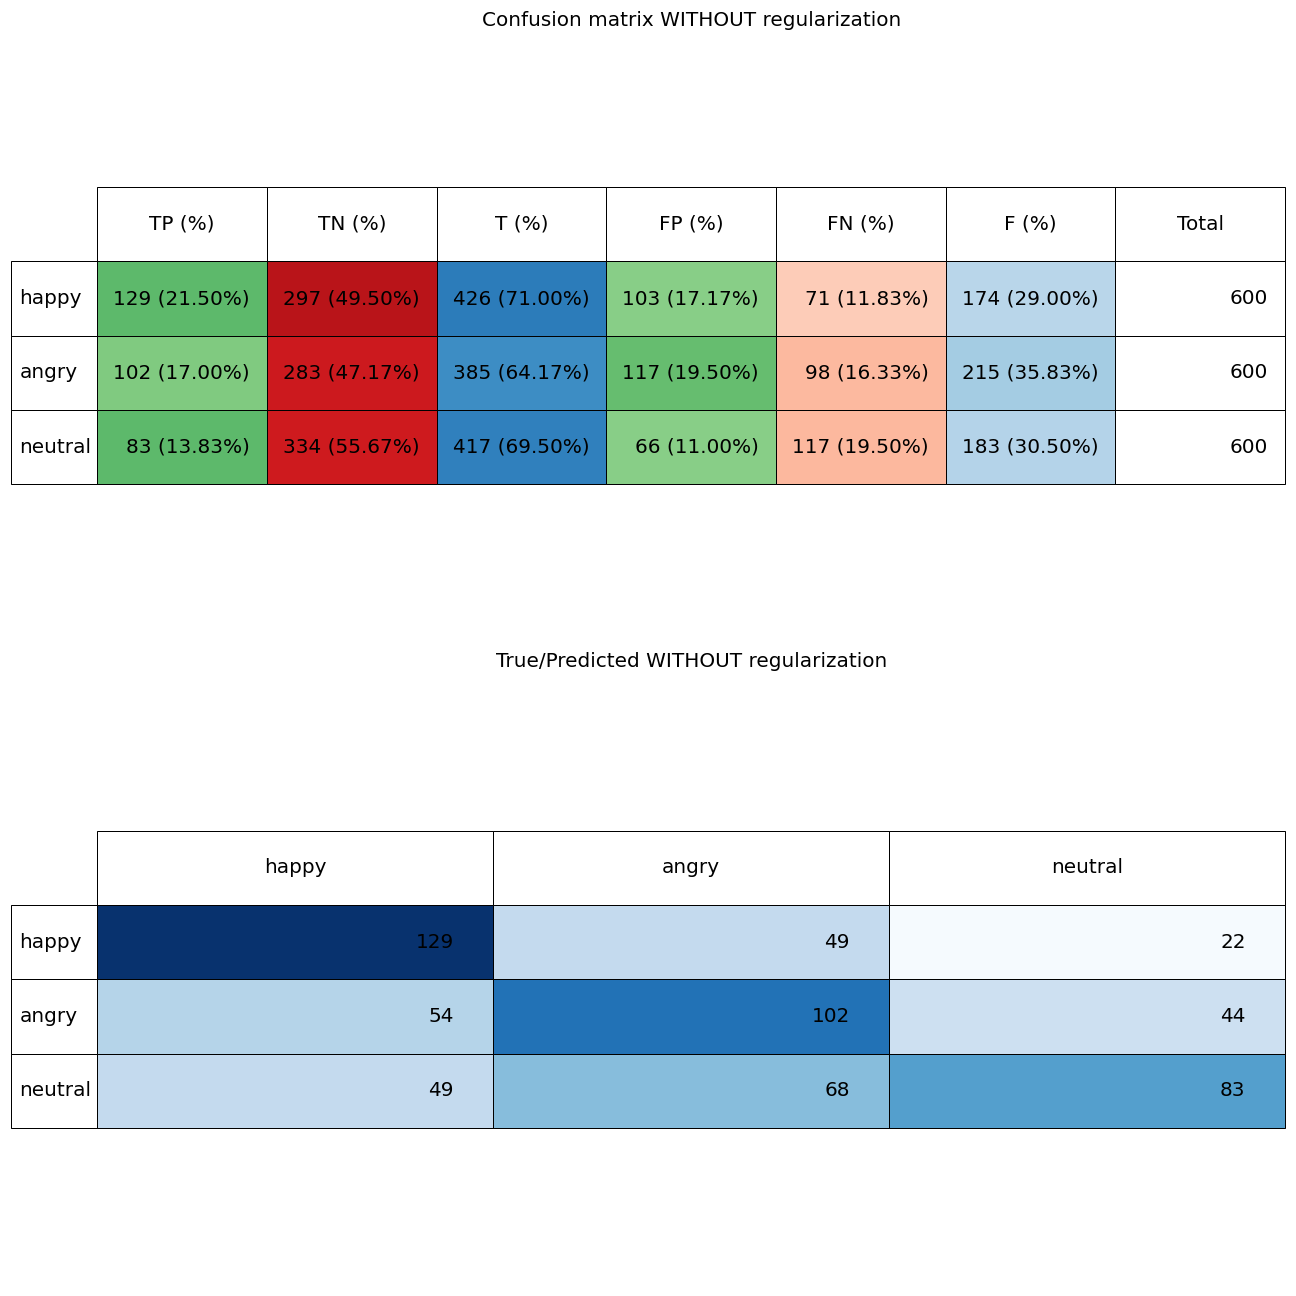 Confusion matrix WITHOUT regularization
TP (%) TN (%) T (%) FP (%) FN (%) F (%) Total
happy 129 (21.50%) 297 (49.50%) 426 (71.00%) 103 (17.17%) 71 (11.83%) 174 (29.00%) 600
angry 102 (17.00%) 283 (47.17%) 385 (64.17%) 117 (19.50%) 98 (16.33%) 215 (35.83%) 600
neutral 83 (13.83%) 334 (55.67%) 417 (69.50%) 66 (11.00%) 117 (19.50%) 183 (30.50%) 600
True/Predicted WITHOUT regularization
happy angry neutral
happy 129 49 22
angry 54 102 44
neutral 49 68 83